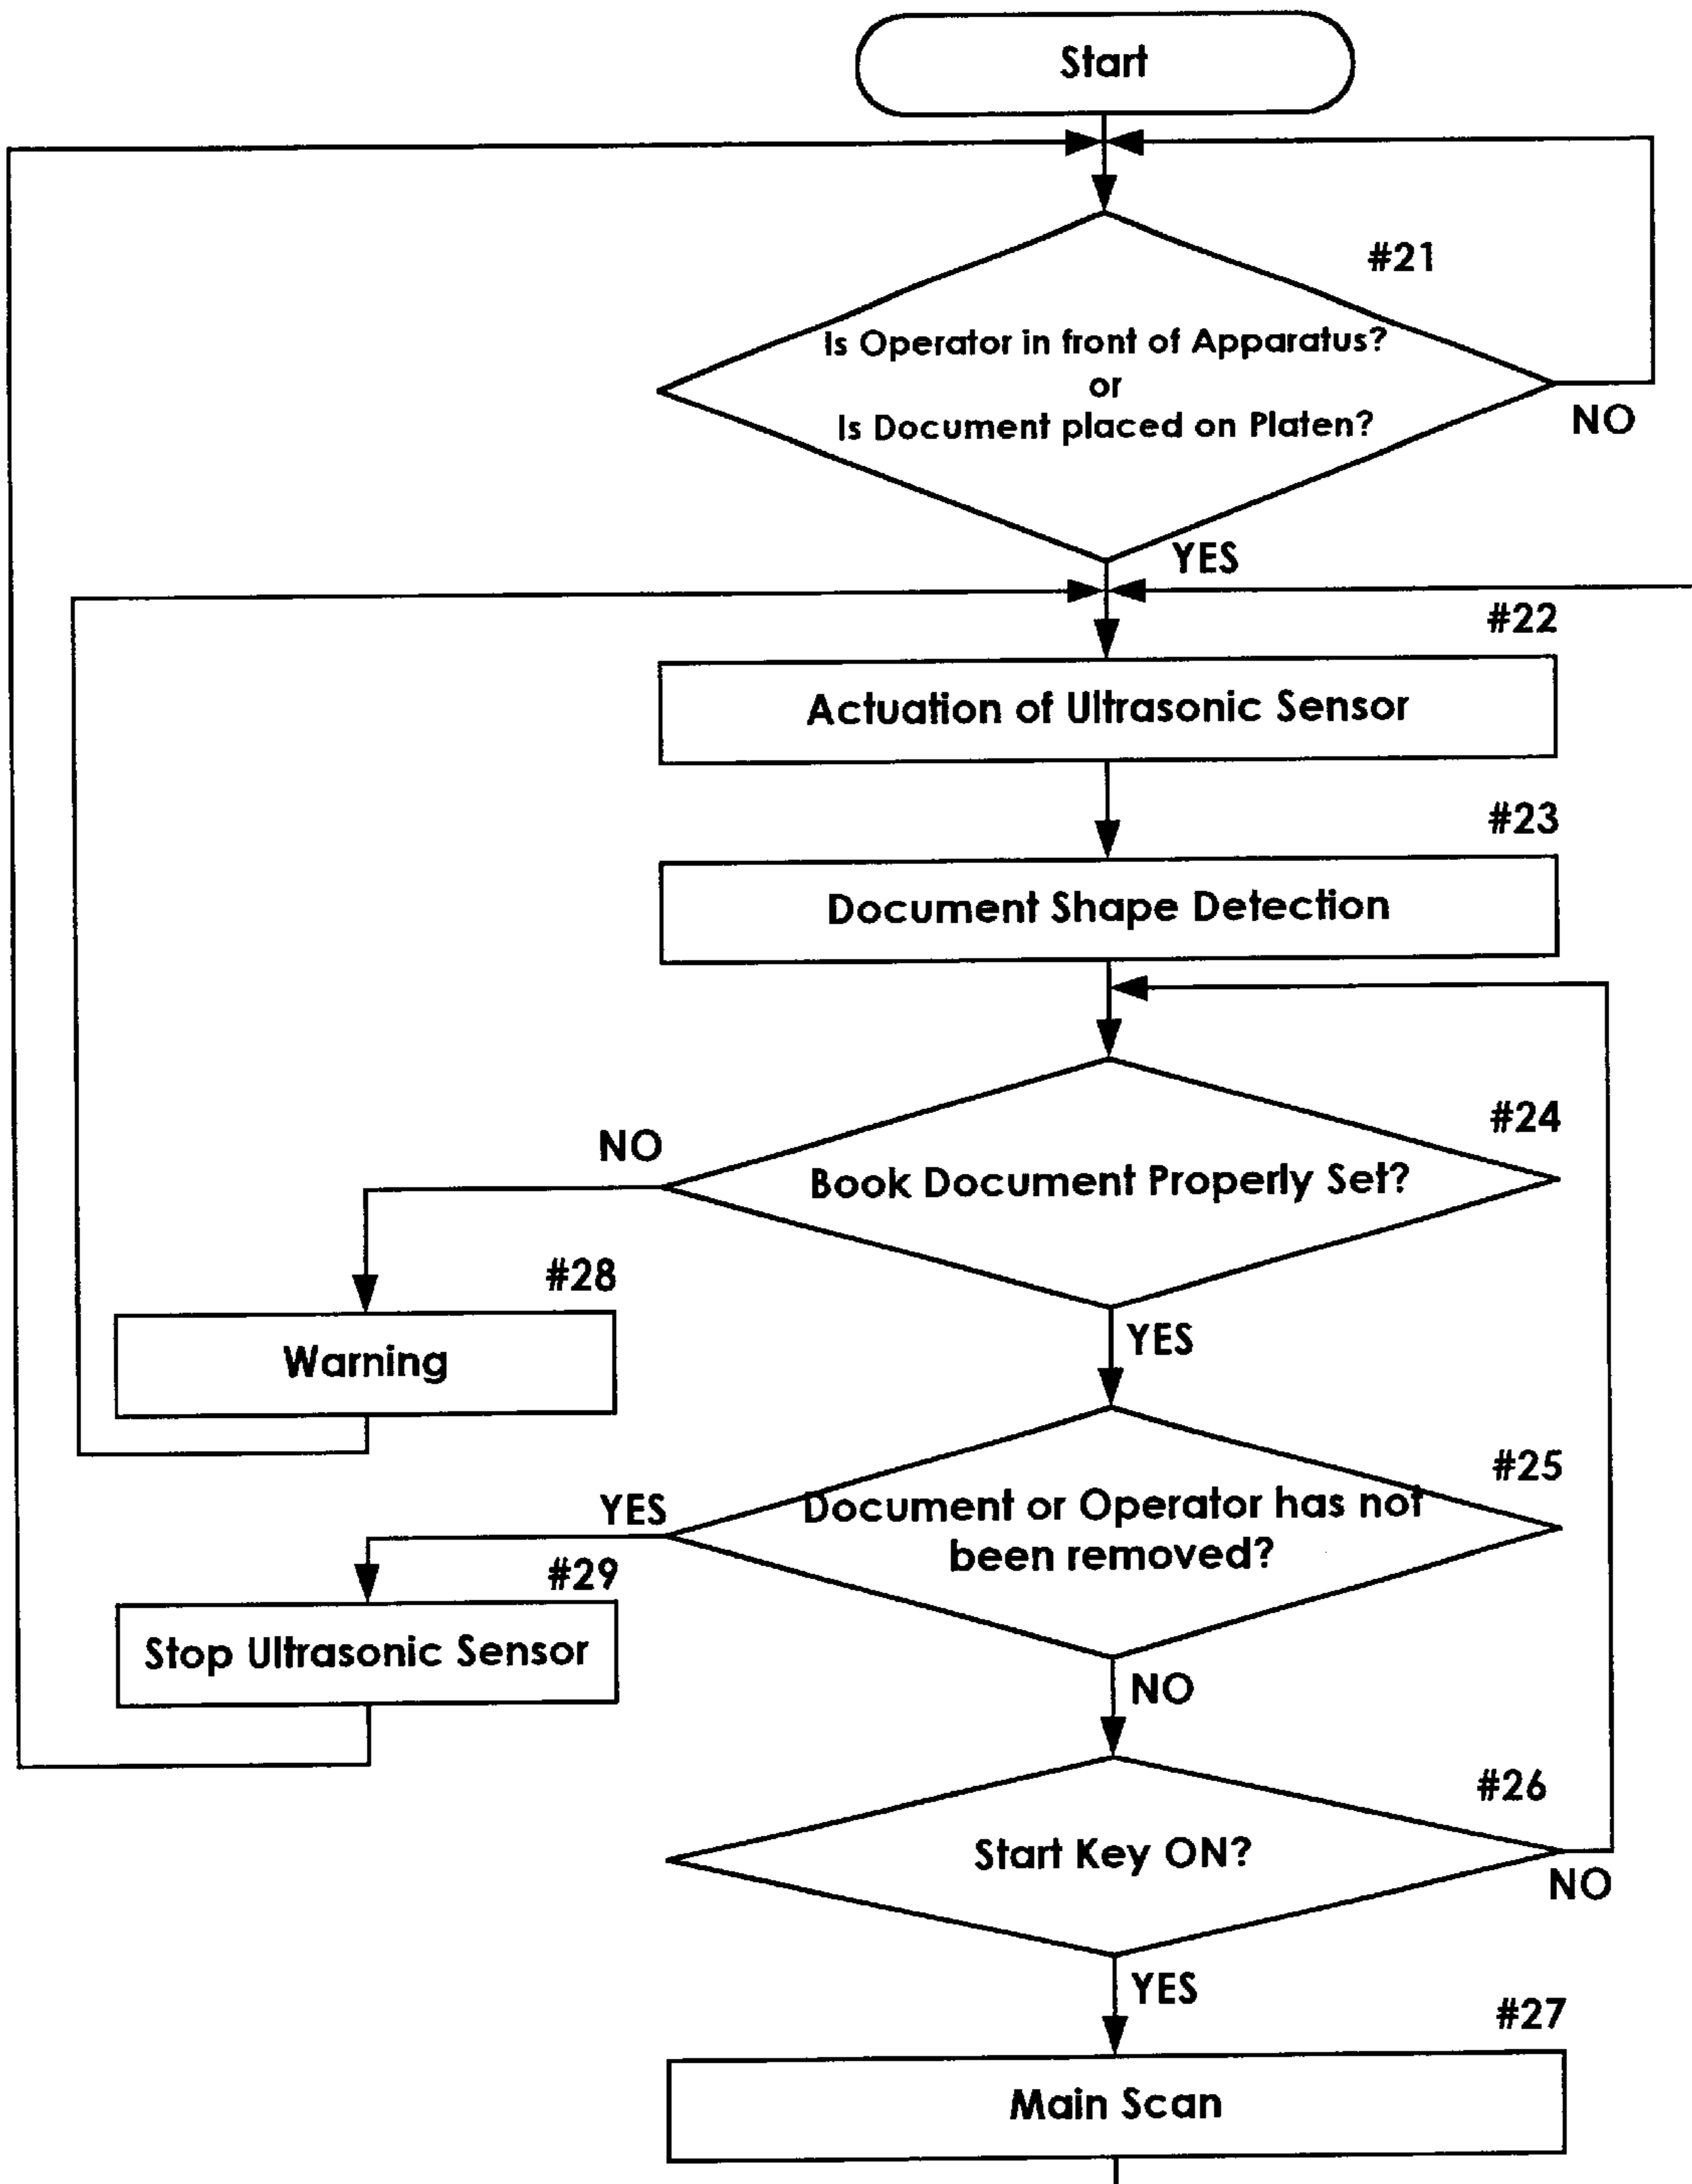 Start
#21
Is Operator in front of Apparatus?
or
Is Document placed on Platen?
NO
YES
#22
Actuation of Ultrasonic Sensor
#23
Document Shape Detection
#24
NO
Book Document Properly Set?
#28
YES
Warning
#25
YES
Document or Operator has not
been removed?
#29
Stop Ultrasonic Sensor
NO
#26
Start Key ON?
NO
YES
#27
Main Scan